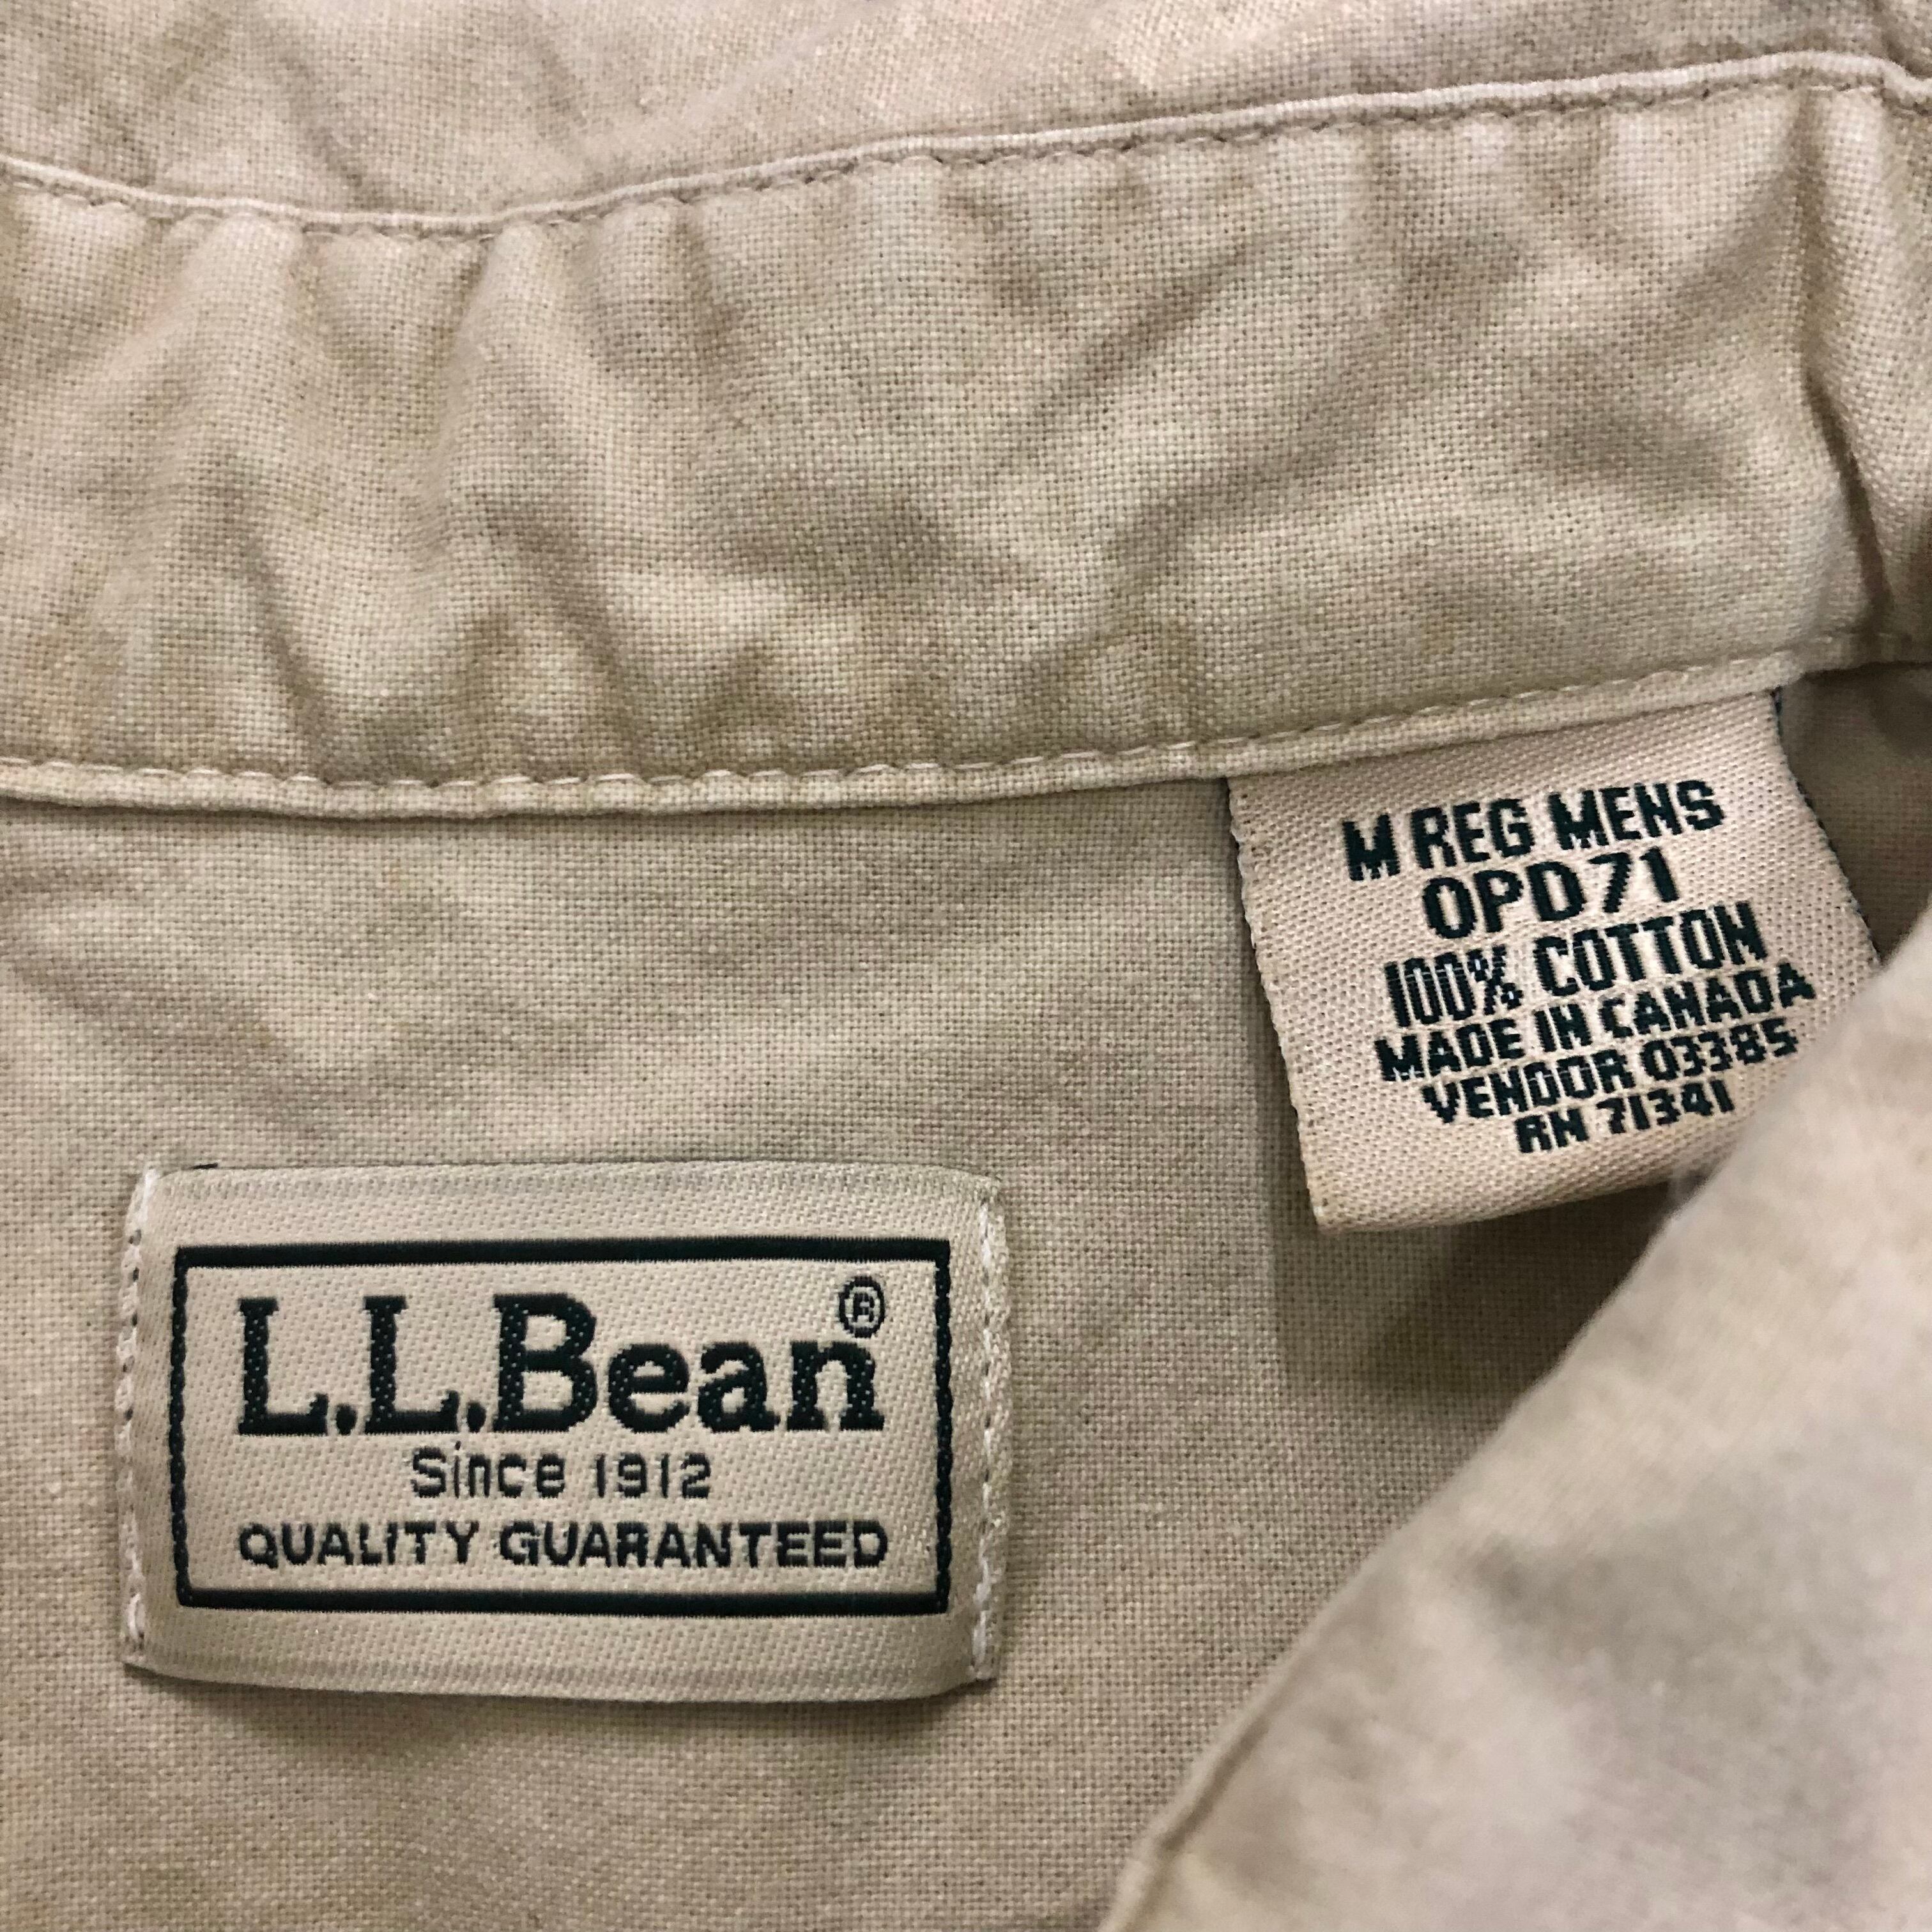 M REG MENS
0PD71
100% COTTON
MADE IN CANADA
VENDOR 03385
RN 71341
L.L.Bean®
Since 1912
QUALITY GUARANTEED